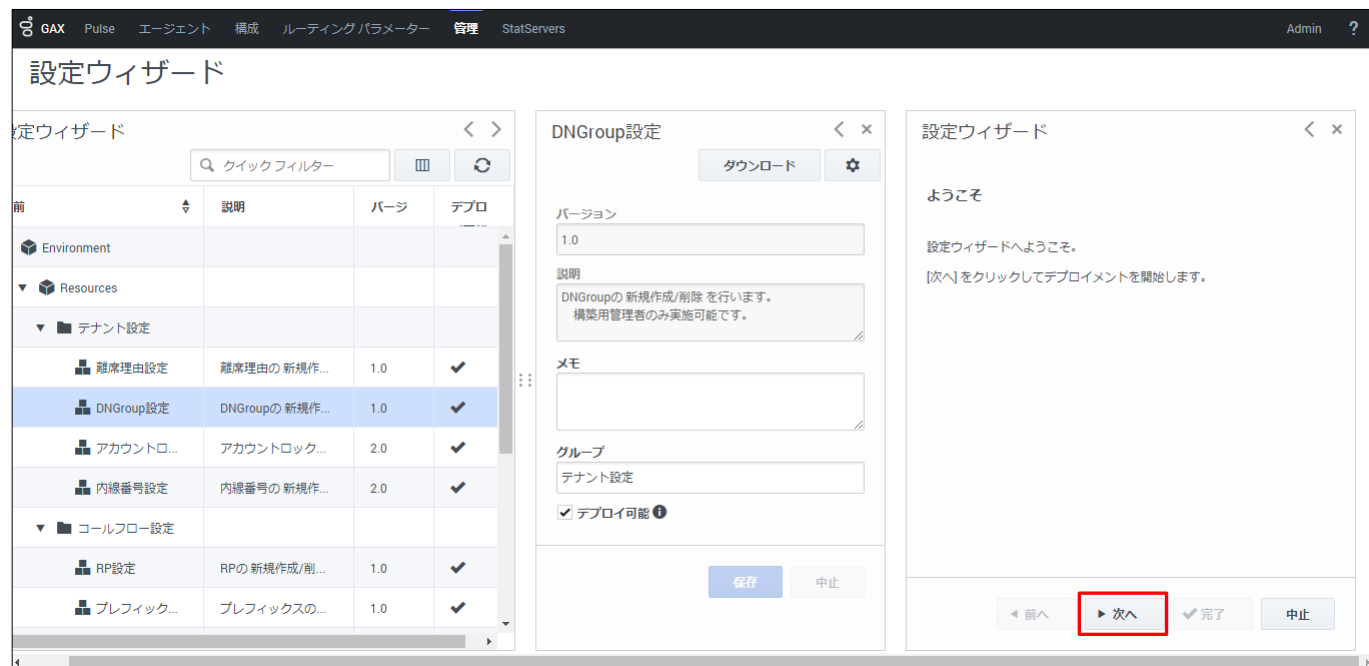 GAX Pulse エージェント 構成 ルーティング パラメーター 管理 StatServers Admin ?
設定ウィザード
定ウィザード
クイック フィルター
前 説明 バージ デプロ
Environment
Resources
テナント設定
離席理由設定 離席理由の 新規作... 1.0
DNGroup設定 DNGroupの 新規作... 1.0
アカウントロ... アカウントロック... 2.0
内線番号設定 内線番号の 新規作... 2.0
コールフロー設定
RP設定 RPの 新規作成/削... 1.0
プレフィック... プレフィックスの... 1.0
DNGroup設定
ダウンロード
バージョン
1.0
説明
DNGroupの 新規作成/削除 を行います。
構築用管理者のみ実施可能です。
メモ
グループ
テナント設定
デプロイ可能
保存 中止
設定ウィザード
ようこそ
設定ウィザードへようこそ。
[次へ] をクリックしてデプロイメントを開始します。
前へ 次へ 完了 中止